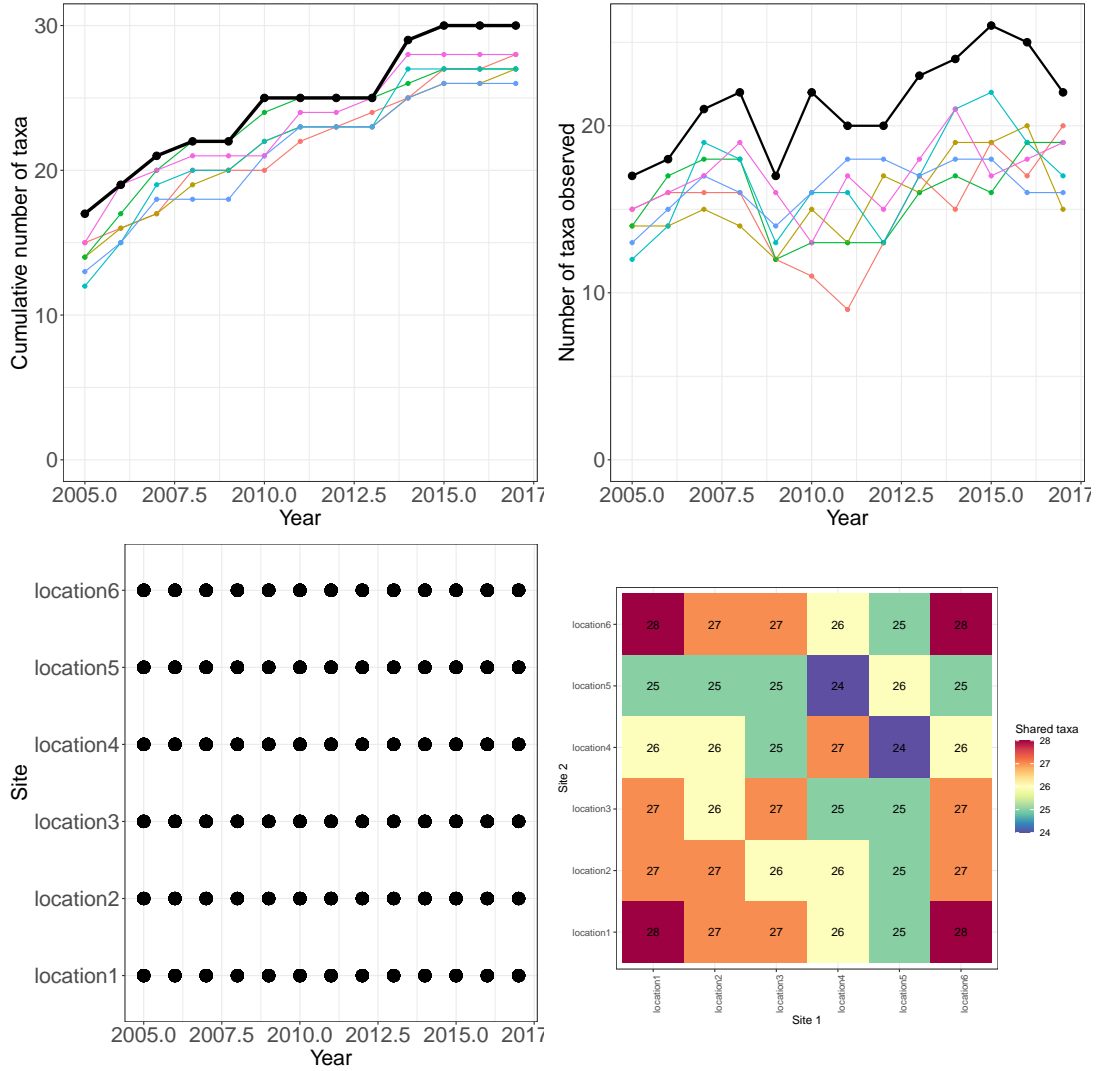 30
20
10
0
Cumulative number of taxa
2005.0 2007.5 2010.0 2012.5 2015.0 2017
Year
20
10
0
Number of taxa observed
2005.0 2007.5 2010.0 2012.5 2015.0 2017
Year
location6
location5
location4
location3
location2
location1
Site
2005.0 2007.5 2010.0 2012.5 2015.0 2017
Year
location6 28 27 27 26 25 28
location5 25 25 25 24 26 25
location4 26 26 25 27 24 26
location3 27 26 27 25 25 27
location2 27 27 26 26 25 27
location1 28 27 27 26 25 28
Site 2
location1 location2 location3 location4 location5 location6
Site 1
Shared taxa
28
27
26
25
24